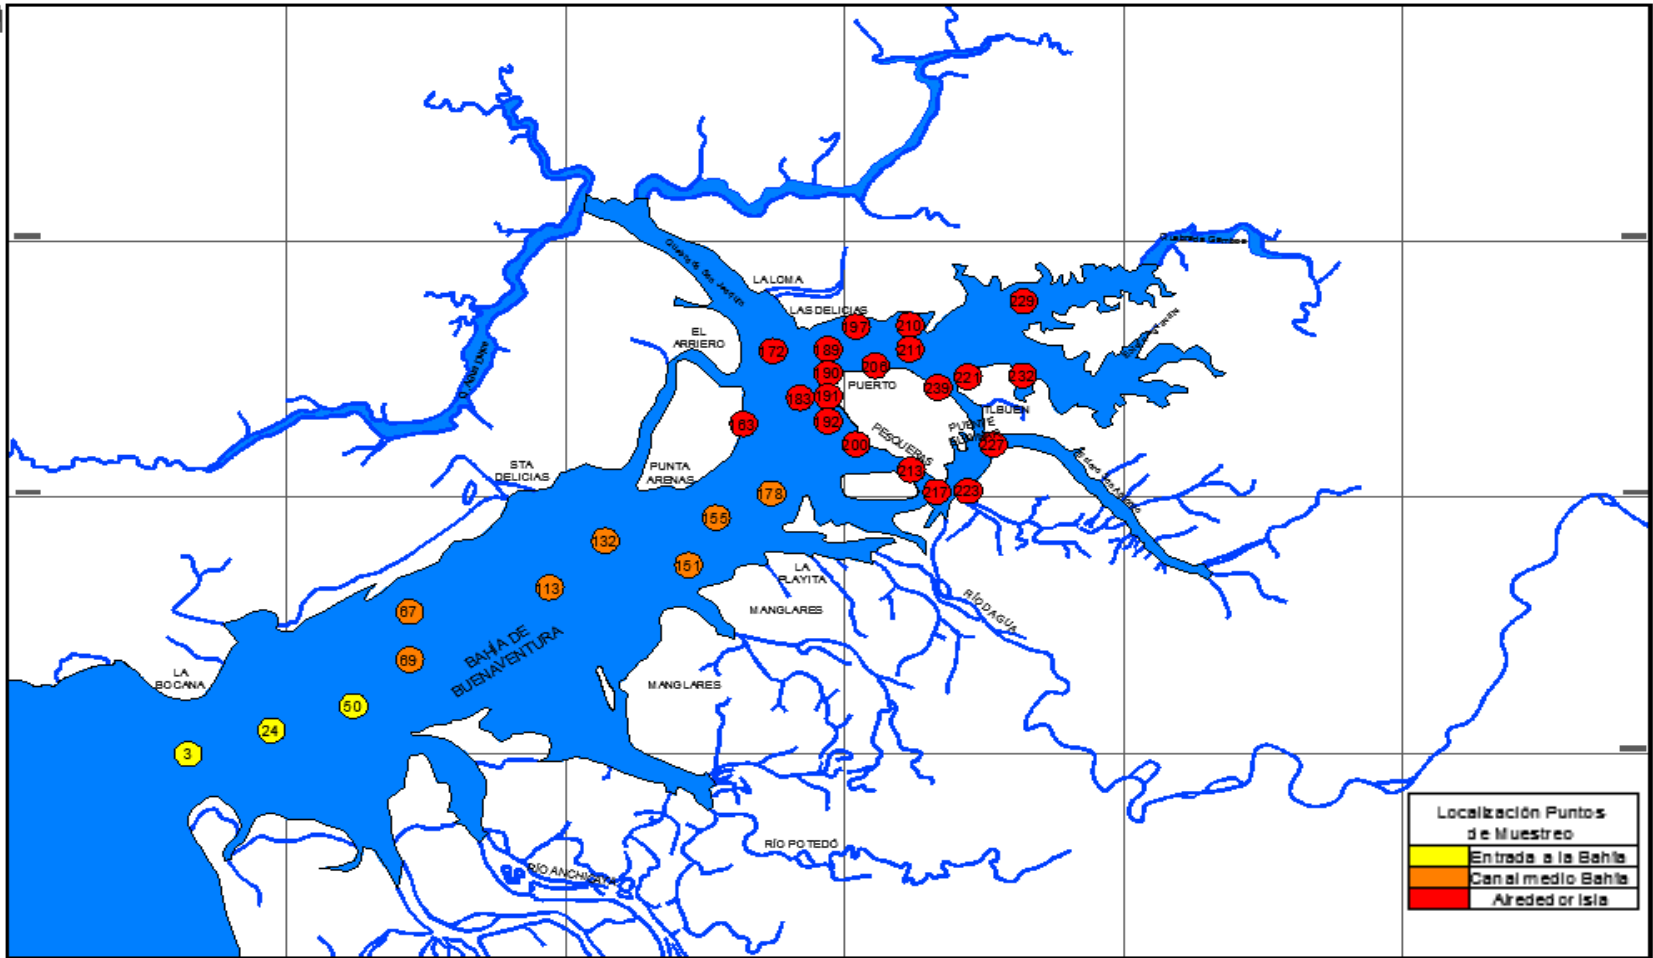 LA LOMA
LAS DELICIAS
229
197
210
EL
ARRIERO
172
189
211
206
190
PUERTO
221
232
239
183
191
163
192
PESQUERAS
PUENTE
227
200
STA
DELICIAS
PUNTA
ARENAS
213
178
217
223
155
132
151
LA
PLAYITA
113
MANGLARES
RÍO DAGUA
67
BAHÍA DE
BUENAVENTURA
69
LA
BOCANA
MANGLARES
50
24
3
RÍO POTEDÓ
RÍO ANCHICAYA
Localización Puntos
de Muestreo
Entrada a la Bahía
Canal medio Bahía
Alrededor Isla